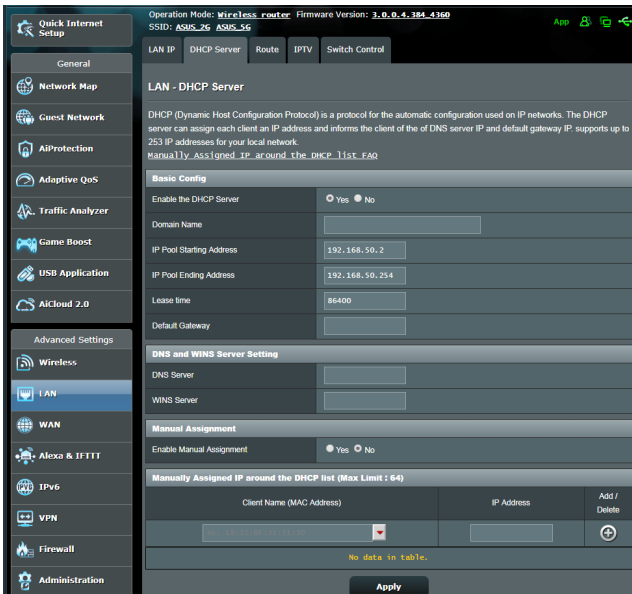 Quick Internet
Setup
General
Network Map
Guest Network
AiProtection
Adaptive QoS
Traffic Analyzer
Game Boost
USB Application
AiCloud 2.0
Advanced Settings
Wireless
LAN
WAN
Alexa & IFTTT
IPv6
VPN
Firewall
Administration
Operation Mode: Wireless router Firmware Version: 3.0.0.4.384_4360
SSID: ASUS_2G ASUS_5G
App
LAN IP DHCP Server Route IPTV Switch Control
LAN - DHCP Server
DHCP (Dynamic Host Configuration Protocol) is a protocol for the automatic configuration used on IP networks. The DHCP
server can assign each client an IP address and informs the client of the of DNS server IP and default gateway IP. supports up to
253 IP addresses for your local network.
Manually Assigned IP around the DHCP list FAQ
Basic Config
Enable the DHCP Server Yes No
Domain Name
IP Pool Starting Address 192.168.50.2
IP Pool Ending Address 192.168.50.254
Lease time 86400
Default Gateway
DNS and WINS Server Setting
DNS Server
WINS Server
Manual Assignment
Enable Manual Assignment Yes No
Manually Assigned IP around the DHCP list (Max Limit : 64)
Client Name (MAC Address) IP Address Add /
Delete
No data in table.
Apply